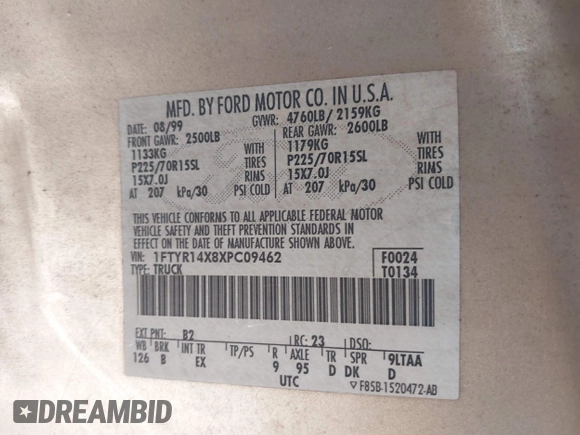 MFD. BY FORD MOTOR CO. IN U.S.A.
DATE: 08/99 GVWR: 4760LB/ 2159KG
FRONT GAWR: 2500LB REAR GAWR: 2600LB
1133KG WITH 1179KG WITH
P225/70R15SL TIRES P225/70R15SL TIRES
15X7.0J RIMS 15X7.0J RIMS
AT 207 kPa/30 PSI COLD AT 207 kPa/30 PSI COLD
THIS VEHICLE CONFORMS TO ALL APPLICABLE FEDERAL MOTOR
VEHICLE SAFETY AND THEFT PREVENTION STANDARDS IN
EFFECT ON THE DATE OF MANUFACTURE SHOWN ABOVE.
VIN: 1FTYR14X8XPC09462 F0024
TYPE: TRUCK T0134
EXT PNT: B2 RC: 23 DSO:
WB BRK INT TR TP/PS R AXLE TR SPR 9LTAA
126 B EX 9 95 D DK D
UTC ▽ F85B-1520472-AB
DREAMBID